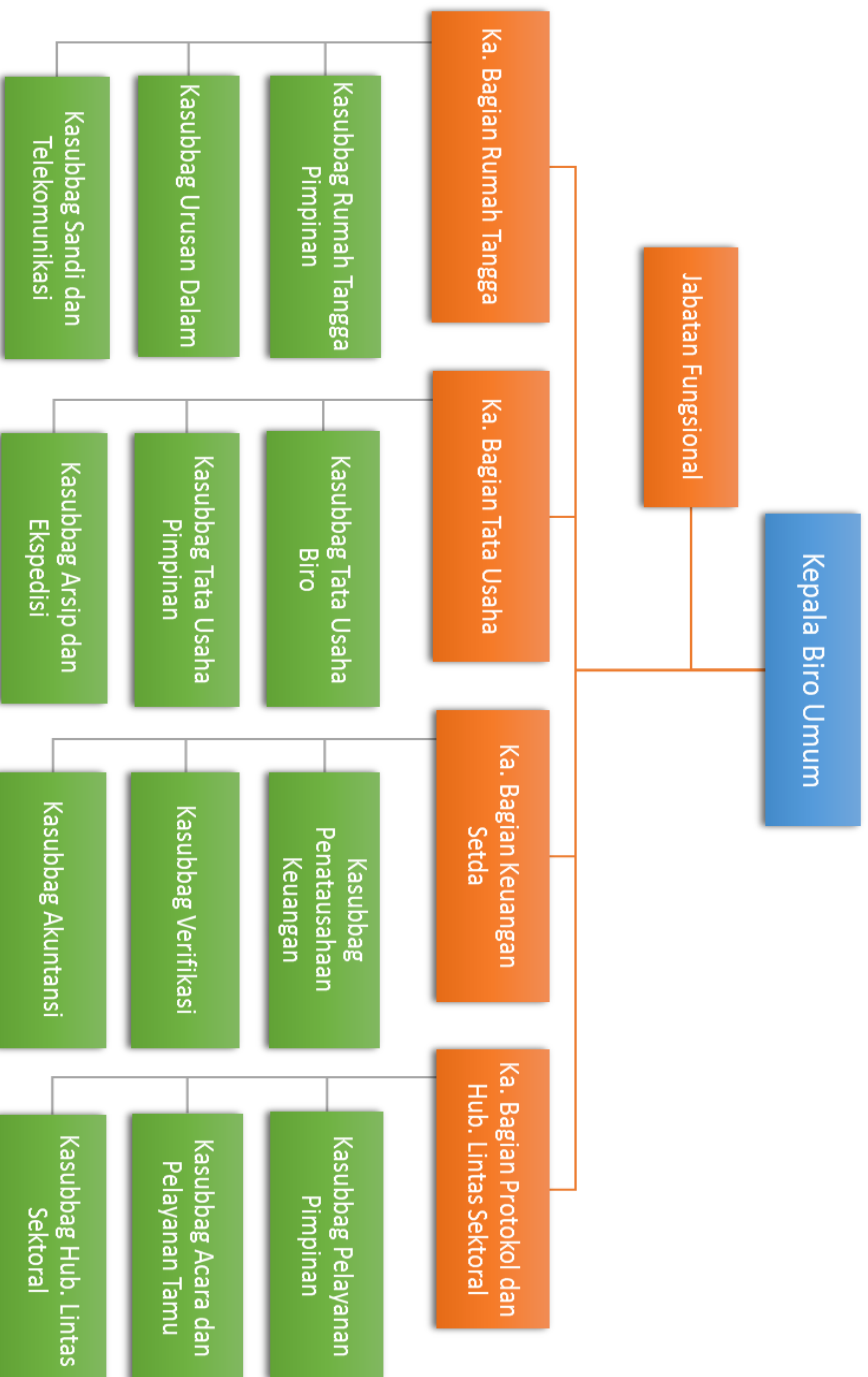 Kepala Biro Umum
Jabatan Fungsional
Ka. Bagian Rumah Tangga
Kasubbag Rumah Tangga
Pimpinan
Kasubbag Urusan Dalam
Kasubbag Sandi dan
Telekomunikasi
Ka. Bagian Tata Usaha
Kasubbag Tata Usaha
Biro
Kasubbag Tata Usaha
Pimpinan
Kasubbag Arsip dan
Ekspedisi
Ka. Bagian Keuangan
Setda
Kasubbag
Penatausahaan
Keuangan
Kasubbag Verifikasi
Kasubbag Akuntansi
Ka. Bagian Protokol dan
Hub. Lintas Sektoral
Kasubbag Pelayanan
Pimpinan
Kasubbag Acara dan
Pelayanan Tamu
Kasubbag Hub. Lintas
Sektoral